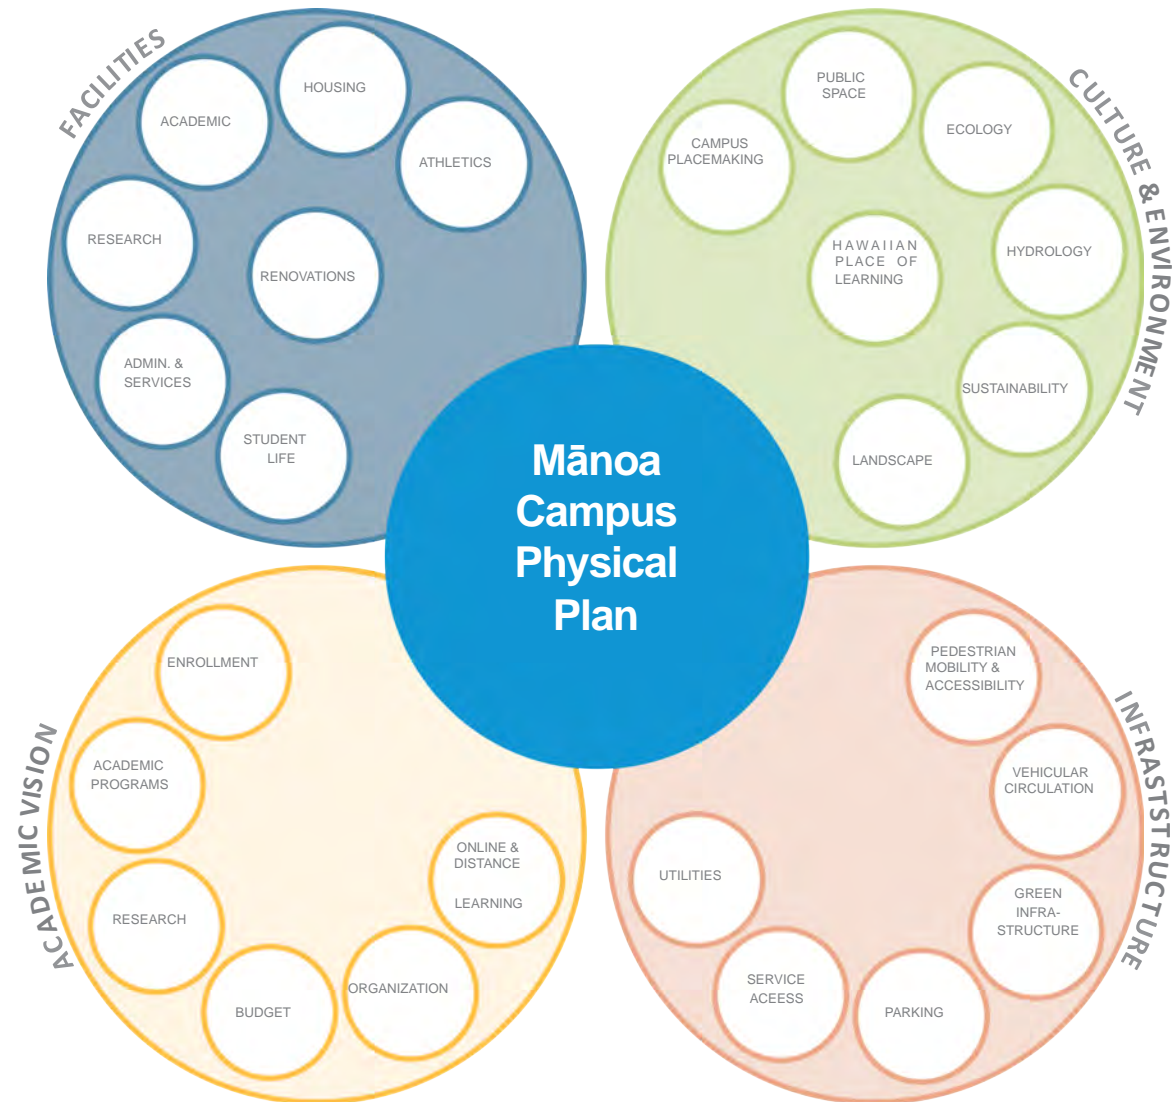 FACILITIES
HOUSING
ACADEMIC
ATHLETICS
RESEARCH
RENOVATIONS
ADMIN. &
SERVICES
STUDENT
LIFE
CULTURE & ENVIRONMENT
PUBLIC
SPACE
ECOLOGY
CAMPUS
PLACEMAKING
HYDROLOGY
HAWAIIAN
PLACE OF
LEARNING
SUSTAINABILITY
LANDSCAPE
Mānoa
Campus
Physical
Plan
ACADEMIC VISION
ENROLLMENT
ACADEMIC
PROGRAMS
ONLINE &
DISTANCE
LEARNING
RESEARCH
ORGANIZATION
BUDGET
INFRASTSTRUCTURE
PEDESTRIAN
MOBILITY &
ACCESSIBILITY
VEHICULAR
CIRCULATION
UTILITIES
GREEN
INFRA-
STRUCTURE
SERVICE
ACEESS
PARKING